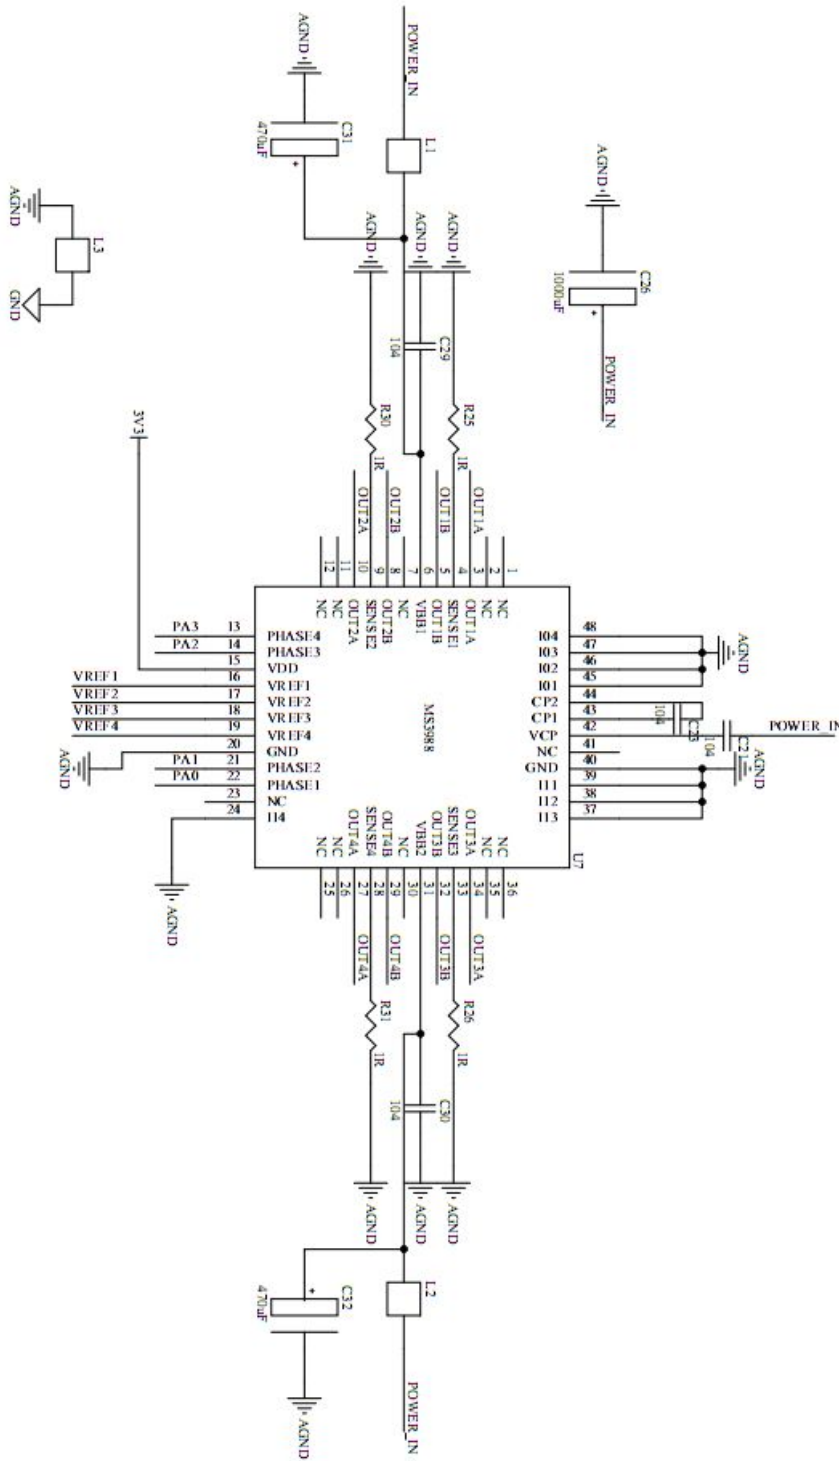 AGND
C31
470uF
+
POWER_IN
L1
AGND
C26
1000uF
+
POWER_IN
AGND
L3
GND
AGND
AGND
AGND
C29
104
R30
1R
R25
1R
3V3
OUT2A
OUT2B
OUT1B
OUT1A
12
11
10
9
8
7
6
5
4
3
2
1
NC
NC
OUT2A
SENSE2
OUT2B
NC
VBB1
OUT1B
SENSE1
OUT1A
NC
NC
PA3 13 PHASE4
PA2 14 PHASE3
15 VDD
VREF1 16 VREF1
VREF2 17 VREF2
VREF3 18 VREF3
VREF4 19 VREF4
AGND 20 GND
PA1 21 PHASE2
PA0 22 PHASE1
23 NC
24 I14
AGND
MS3988
I04 48
I03 47
I02 46
I01 45
CP2 44
CP1 43
VCP 42
NC 41
GND 40
I11 39
I12 38
I13 37
AGND
104
C23
104
C21
POWER_IN
AGND
U7
NC
NC
OUT4A
SENSE4
OUT4B
NC
VBB2
OUT3B
SENSE3
OUT3A
NC
NC
25
26
27
28
29
30
31
32
33
34
35
36
OUT4A
OUT4B
OUT3B
OUT3A
R31
1R
R26
1R
C30
104
AGND
AGND
AGND
C32
470uF
+
AGND
L2
POWER_IN